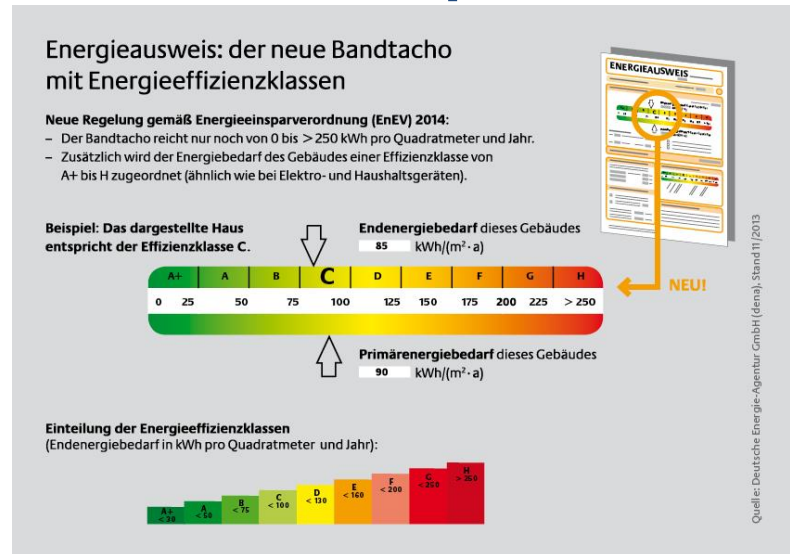 Energieausweis: der neue Bandtacho
mit Energieeffizienzklassen
ENERGIEAUSWEIS
Neue Regelung gemäß Energieeinsparverordnung (EnEV) 2014:
– Der Bandtacho reicht nur noch von 0 bis > 250 kWh pro Quadratmeter und Jahr.
– Zusätzlich wird der Energiebedarf des Gebäudes einer Effizienzklasse von
A+ bis H zugeordnet (ähnlich wie bei Elektro- und Haushaltsgeräten).
Beispiel: Das dargestellte Haus
entspricht der Effizienzklasse C.
Endenergiebedarf dieses Gebäudes
85 kWh/(m²·a)
A+ A B C D E F G H
NEU!
0 25 50 75 100 125 150 175 200 225 > 250
Primärenergiebedarf dieses Gebäudes
90 kWh/(m²·a)
Einteilung der Energieeffizienzklassen
(Endenergiebedarf in kWh pro Quadratmeter und Jahr):
A+ A B C D E F G H
< 30 < 50 < 75 < 100 < 130 < 160 < 200 < 250 > 250
Quelle: Deutsche Energie-Agentur GmbH (dena), Stand 11/2013